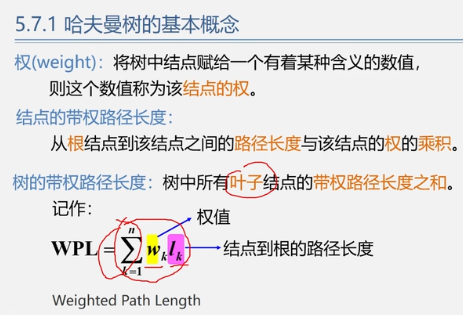 5.7.1 哈夫曼树的基本概念
权(weight)：将树中结点赋给一个有着某种含义的数值，
则这个数值称为该结点的权。
结点的带权路径长度：
从根结点到该结点之间的路径长度与该结点的权的乘积。
树的带权路径长度：树中所有叶子结点的带权路径长度之和。
记作：
权值
WPL = ∑ₖ₌₁ⁿ wₖlₖ
结点到根的路径长度
Weighted Path Length